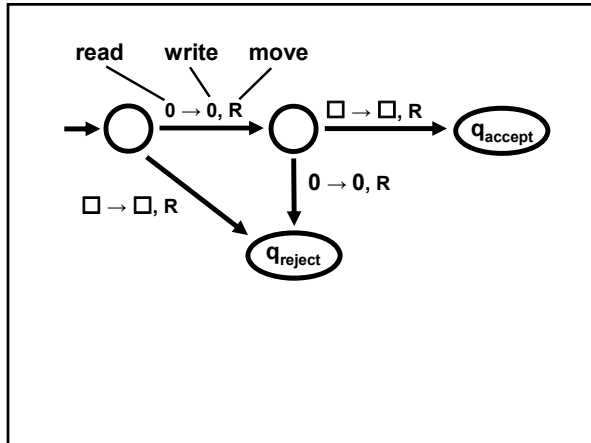 read write move
0 → 0, R
□ → □, R
q_accept
□ → □, R
0 → 0, R
q_reject